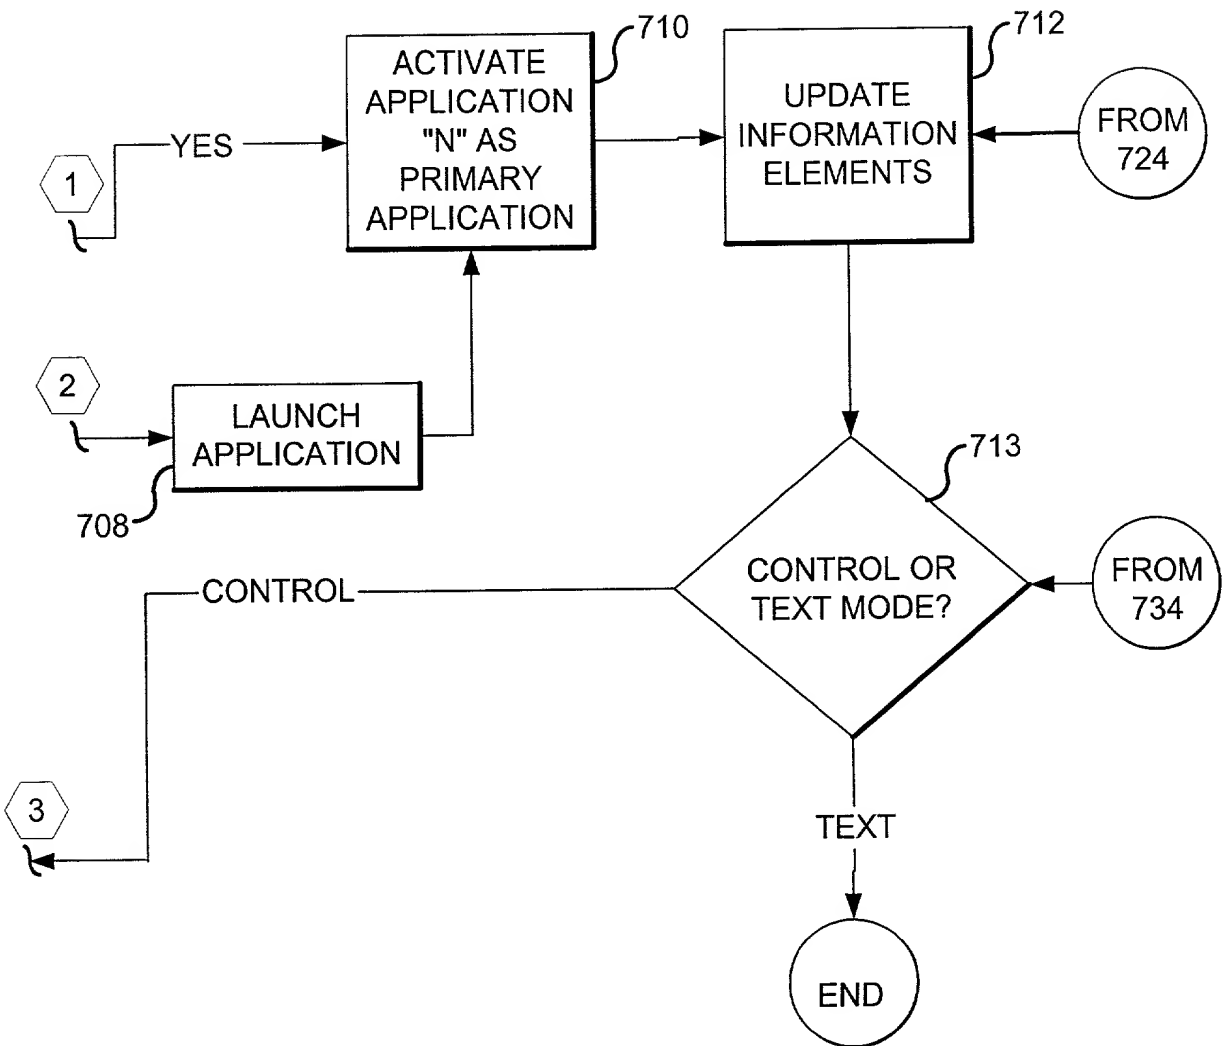 710
712
ACTIVATE
APPLICATION
"N" AS
PRIMARY
APPLICATION
UPDATE
INFORMATION
ELEMENTS
FROM
724
YES
1
2
LAUNCH
APPLICATION
708
713
CONTROL OR
TEXT MODE?
FROM
734
CONTROL
3
TEXT
END